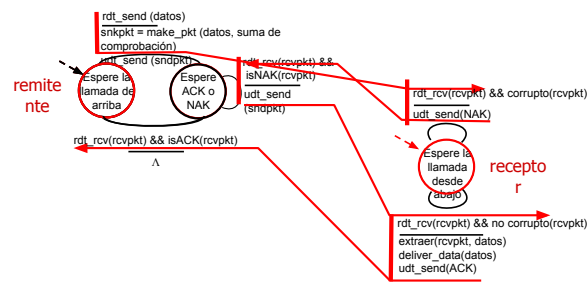 rdt_send (datos)
snkpkt = make_pkt (datos, suma de
comprobación)
udt_send (sndpkt)
remite
nte
Espere la
llamada de
arriba
Espere
ACK o
NAK
rdt_rcv(rcvpkt) &&
isNAK(rcvpkt)
udt_send
(sndpkt)
rdt_rcv(rcvpkt) && isACK(rcvpkt)
Λ
rdt_rcv(rcvpkt) && corrupto(rcvpkt)
udt_send(NAK)
Espere la
llamada
desde
abajo
recepto
r
rdt_rcv(rcvpkt) && no corrupto(rcvpkt)
extraer(rcvpkt, datos)
deliver_data(datos)
udt_send(ACK)